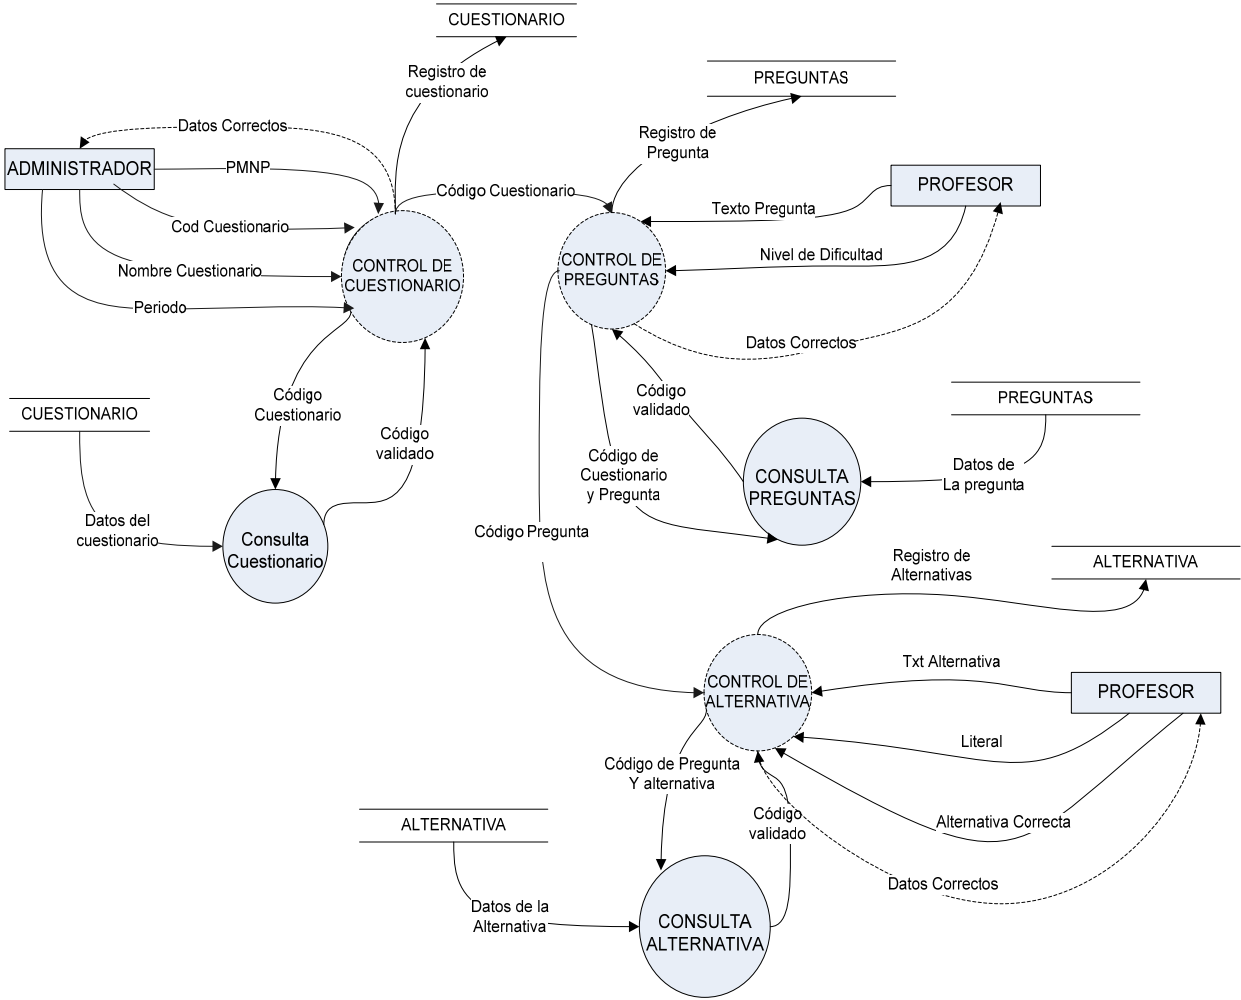 CUESTIONARIO
Registro de
cuestionario
PREGUNTAS
Datos Correctos
Registro de
Pregunta
ADMINISTRADOR
PMNP
Código Cuestionario
PROFESOR
Texto Pregunta
Cod Cuestionario
Nombre Cuestionario
CONTROL DE
CUESTIONARIO
CONTROL DE
PREGUNTAS
Nivel de Dificultad
Periodo
Datos Correctos
Código
Cuestionario
Código
validado
PREGUNTAS
CUESTIONARIO
Código
validado
Código de
Cuestionario
y Pregunta
CONSULTA
PREGUNTAS
Datos de
La pregunta
Datos del
cuestionario
Consulta
Cuestionario
Código Pregunta
Registro de
Alternativas
ALTERNATIVA
CONTROL DE
ALTERNATIVA
Txt Alternativa
PROFESOR
Literal
Código de Pregunta
Y alternativa
Código
validado
Alternativa Correcta
ALTERNATIVA
Datos Correctos
Datos de la
Alternativa
CONSULTA
ALTERNATIVA